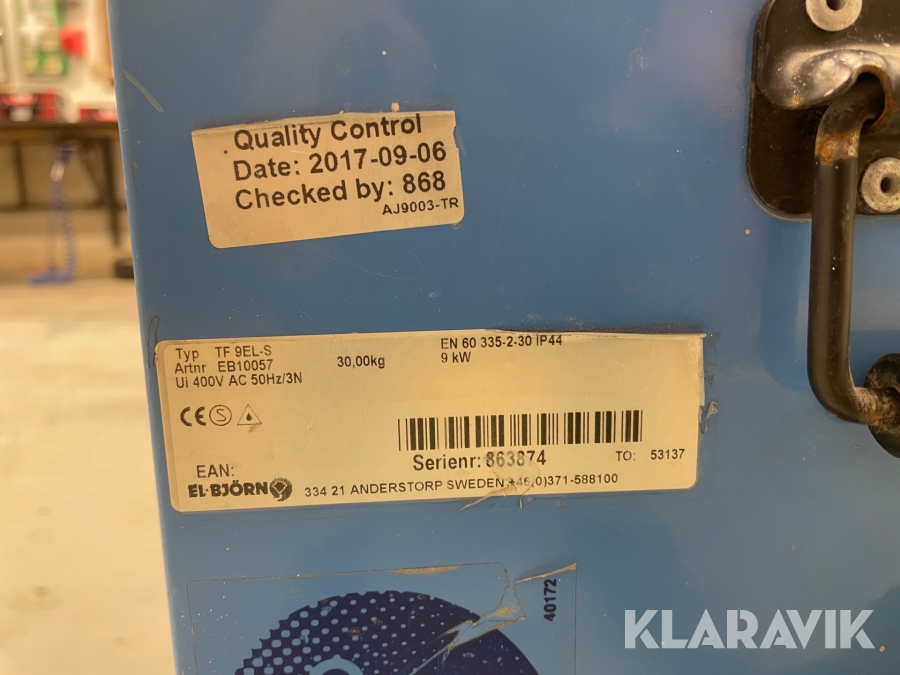 Quality Control
Date: 2017-09-06
Checked by: 868
AJ9003-TR
Typ TF 9EL-S
Artnr EB10057
Ui 400V AC 50Hz/3N
30,00kg
EN 60 335-2-30 IP44
9 kW
CE S
Serienr: 863874
TO: 53137
EAN:
EL·BJÖRN
334 21 ANDERSTORP SWEDEN +46(0)371-588100
40172
KLARAVIK